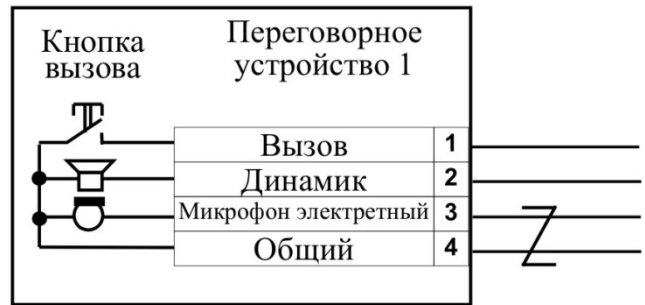 Кнопка
вызова
Переговорное
устройство 1
Вызов 1
Динамик 2
Микрофон электретный 3
Общий 4